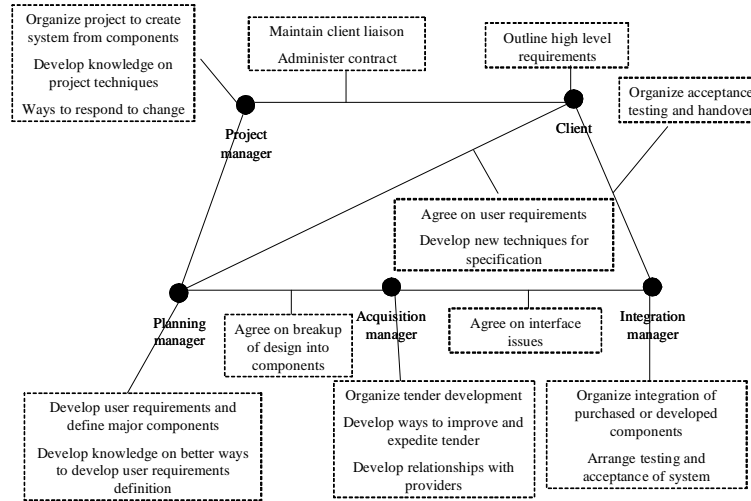 Organize project to create
system from components
Develop knowledge on
project techniques
Ways to respond to change
Maintain client liaison
Administer contract
Outline high level
requirements
Organize acceptance
testing and handover
Project
manager
Client
Agree on user requirements
Develop new techniques for
specification
Planning
manager
Agree on breakup
of design into
components
Acquisition
manager
Agree on interface
issues
Integration
manager
Develop user requirements and
define major components
Develop knowledge on better ways
to develop user requirements
definition
Organize tender development
Develop ways to improve and
expedite tender
Develop relationships with
providers
Organize integration of
purchased or developed
components
Arrange testing and
acceptance of system